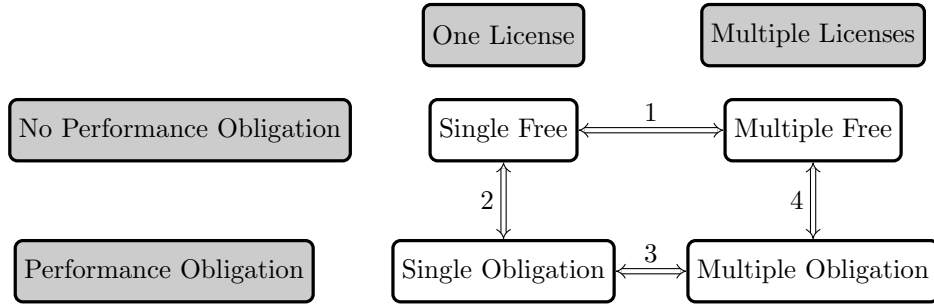 One License
Multiple Licenses
No Performance Obligation
Single Free
1
Multiple Free
2
4
Performance Obligation
Single Obligation
3
Multiple Obligation